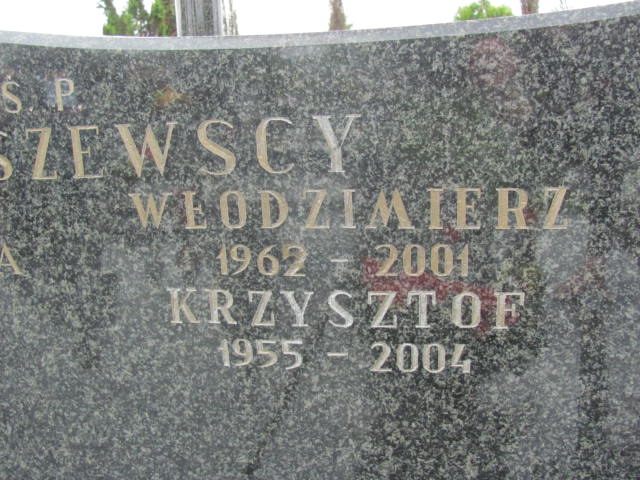 Ś. P.
SZEWSCY
WŁODZIMIERZ
A
1962 - 2001
KRZYSZTOF
1955 - 2004